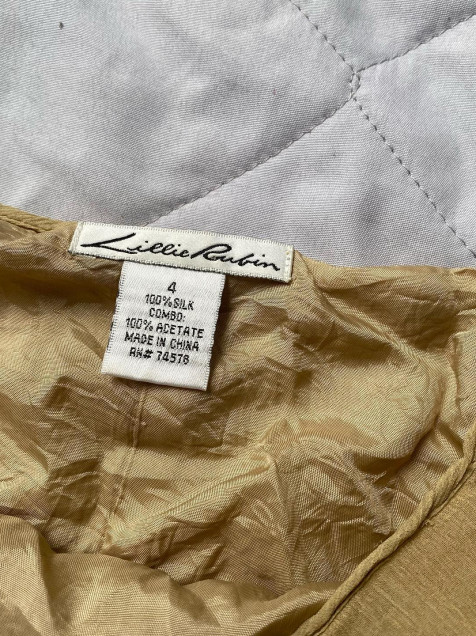 Lillie Rubin
4
100% SILK
COMBO:
100% ACETATE
MADE IN CHINA
RN# 74576